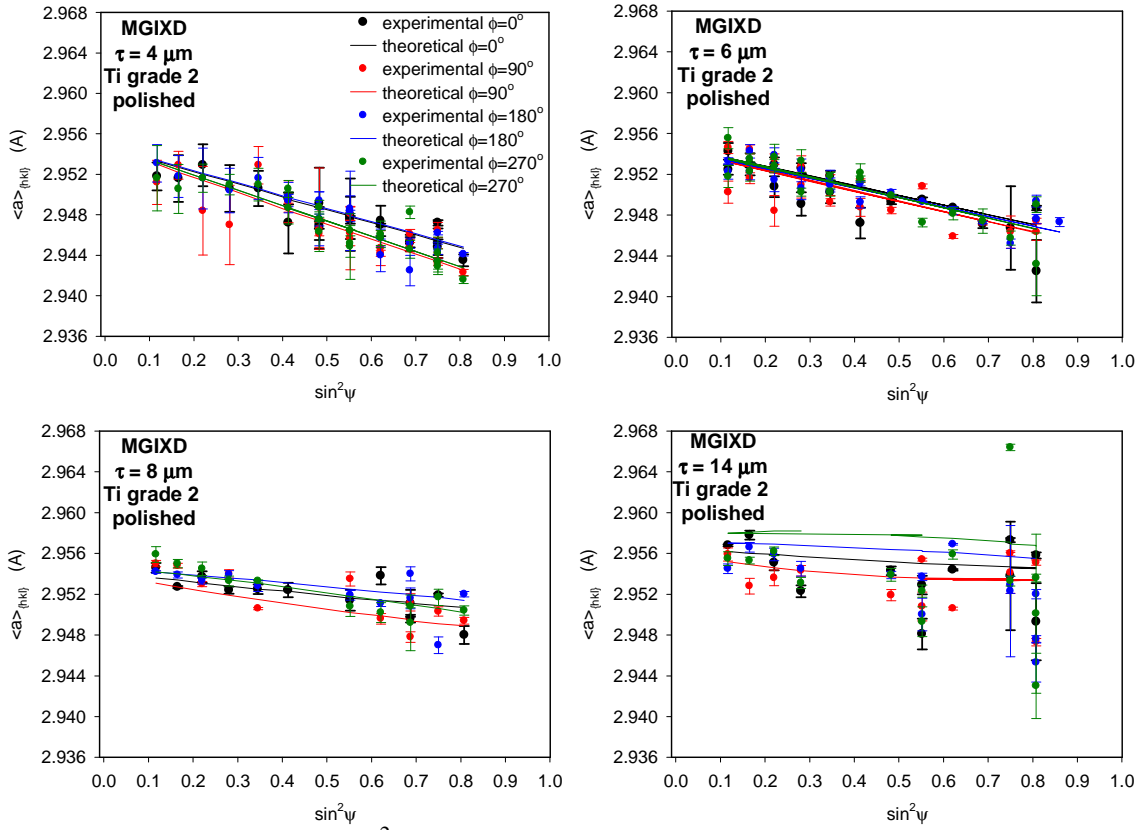 MGIXD
τ = 4 μm
Ti grade 2
polished
experimental ϕ=0°
theoretical ϕ=0°
experimental ϕ=90°
theoretical ϕ=90°
experimental ϕ=180°
theoretical ϕ=180°
experimental ϕ=270°
theoretical ϕ=270°
2.968
2.964
2.960
2.956
2.952
2.948
2.944
2.940
2.936
<a>{hkl} (A)
0.0 0.1 0.2 0.3 0.4 0.5 0.6 0.7 0.8 0.9 1.0
sin²ψ
MGIXD
τ = 6 μm
Ti grade 2
polished
2.968
2.964
2.960
2.956
2.952
2.948
2.944
2.940
2.936
<a>{hkl} (A)
0.0 0.1 0.2 0.3 0.4 0.5 0.6 0.7 0.8 0.9 1.0
sin²ψ
MGIXD
τ = 8 μm
Ti grade 2
polished
2.968
2.964
2.960
2.956
2.952
2.948
2.944
2.940
2.936
<a>{hkl} (A)
0.0 0.1 0.2 0.3 0.4 0.5 0.6 0.7 0.8 0.9 1.0
sin²ψ
MGIXD
τ = 14 μm
Ti grade 2
polished
2.968
2.964
2.960
2.956
2.952
2.948
2.944
2.940
2.936
<a>{hkl} (A)
0.0 0.1 0.2 0.3 0.4 0.5 0.6 0.7 0.8 0.9 1.0
sin²ψ
2